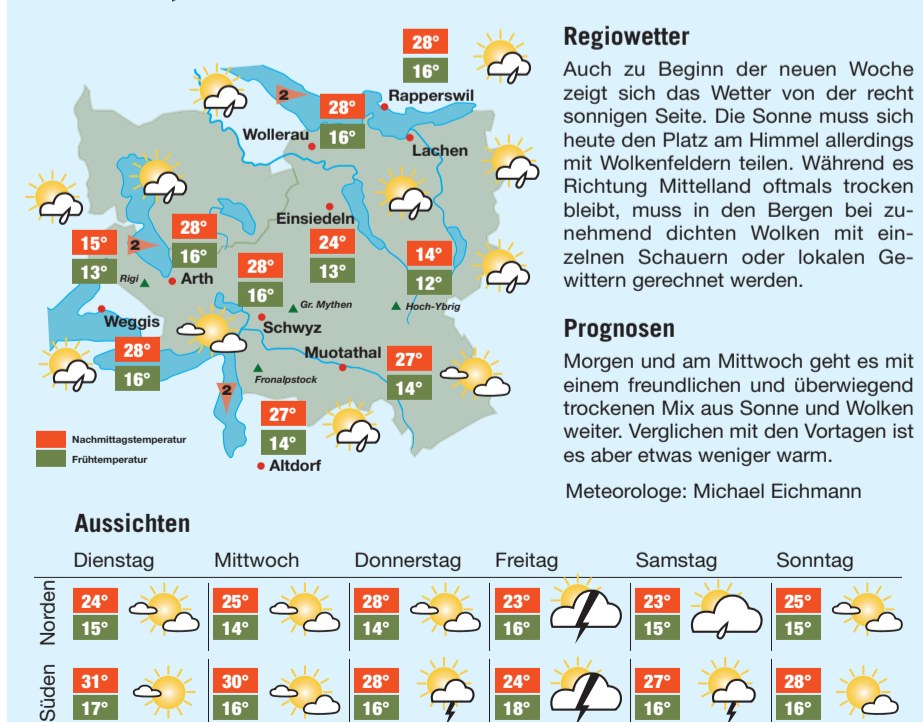 28°
16°
Rapperswil
2
28°
16°
Wollerau
Lachen
Einsiedeln
24°
13°
15°
13°
2
28°
16°
Rigi
Arth
28°
16°
14°
12°
Gr. Mythen
Hoch-Ybrig
Weggis
Schwyz
28°
16°
Muotathal
27°
14°
Fronalpstock
2
27°
14°
Altdorf
Nachmittagstemperatur
Frühtemperatur
Regiowetter
Auch zu Beginn der neuen Woche
zeigt sich das Wetter von der recht
sonnigen Seite. Die Sonne muss sich
heute den Platz am Himmel allerdings
mit Wolkenfeldern teilen. Während es
Richtung Mittelland oftmals trocken
bleibt, muss in den Bergen bei zu-
nehmend dichten Wolken mit ein-
zelnen Schauern oder lokalen Ge-
wittern gerechnet werden.
Prognosen
Morgen und am Mittwoch geht es mit
einem freundlichen und überwiegend
trockenen Mix aus Sonne und Wolken
weiter. Verglichen mit den Vortagen ist
es aber etwas weniger warm.
Meteorologe: Michael Eichmann
Aussichten
Dienstag Mittwoch Donnerstag Freitag Samstag Sonntag
Norden
24° 25° 28° 23° 23° 25°
15° 14° 14° 16° 15° 15°
Süden
31° 30° 28° 24° 27° 28°
17° 16° 16° 18° 16° 16°